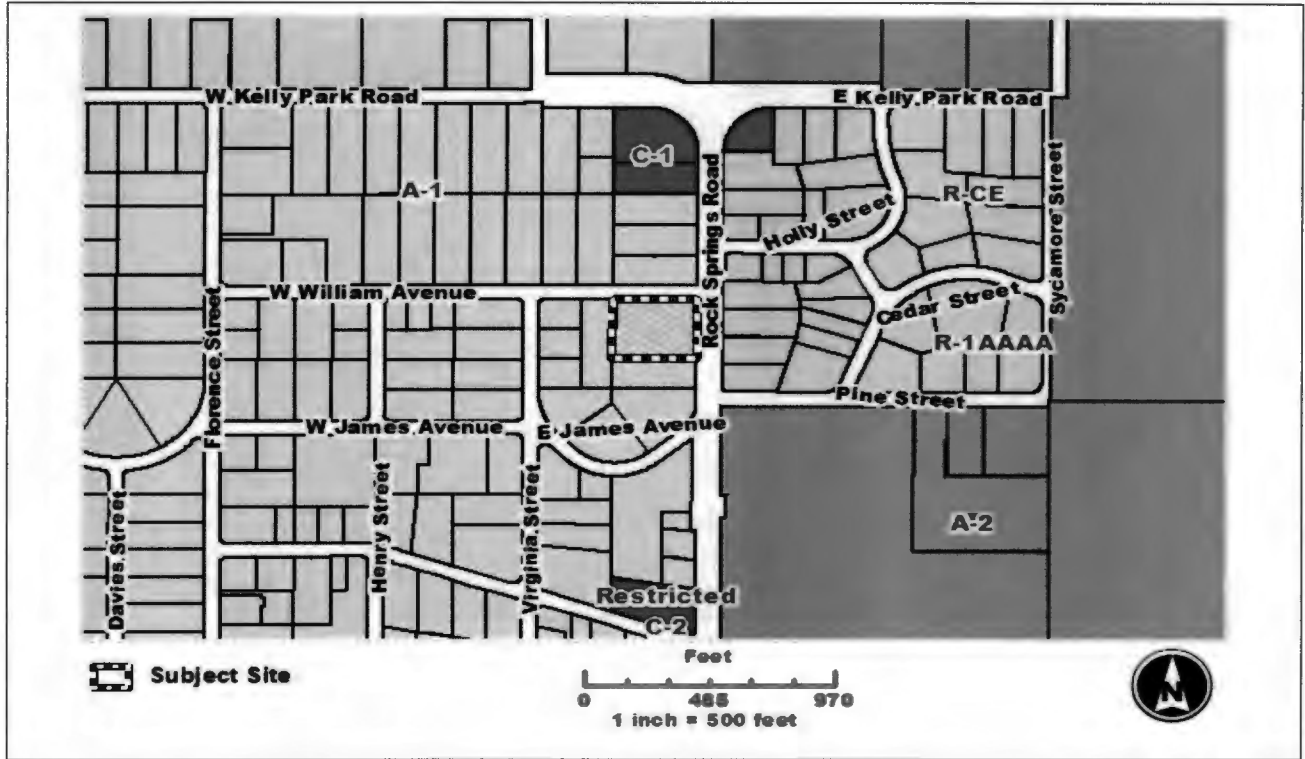 W Kelly Park Road
E Kelly Park Road
C-1
A-1
R-CE
Rock Springs Road
Holly Street
Sycamore Street
W William Avenue
Cedar Street
Florence Street
R-1AAAA
Pine Street
W James Avenue
E James Avenue
Davies Street
Henry Street
Virginia Street
A-2
Restricted
C-2
Subject Site
Feet
0 485 970
1 inch = 500 feet
N